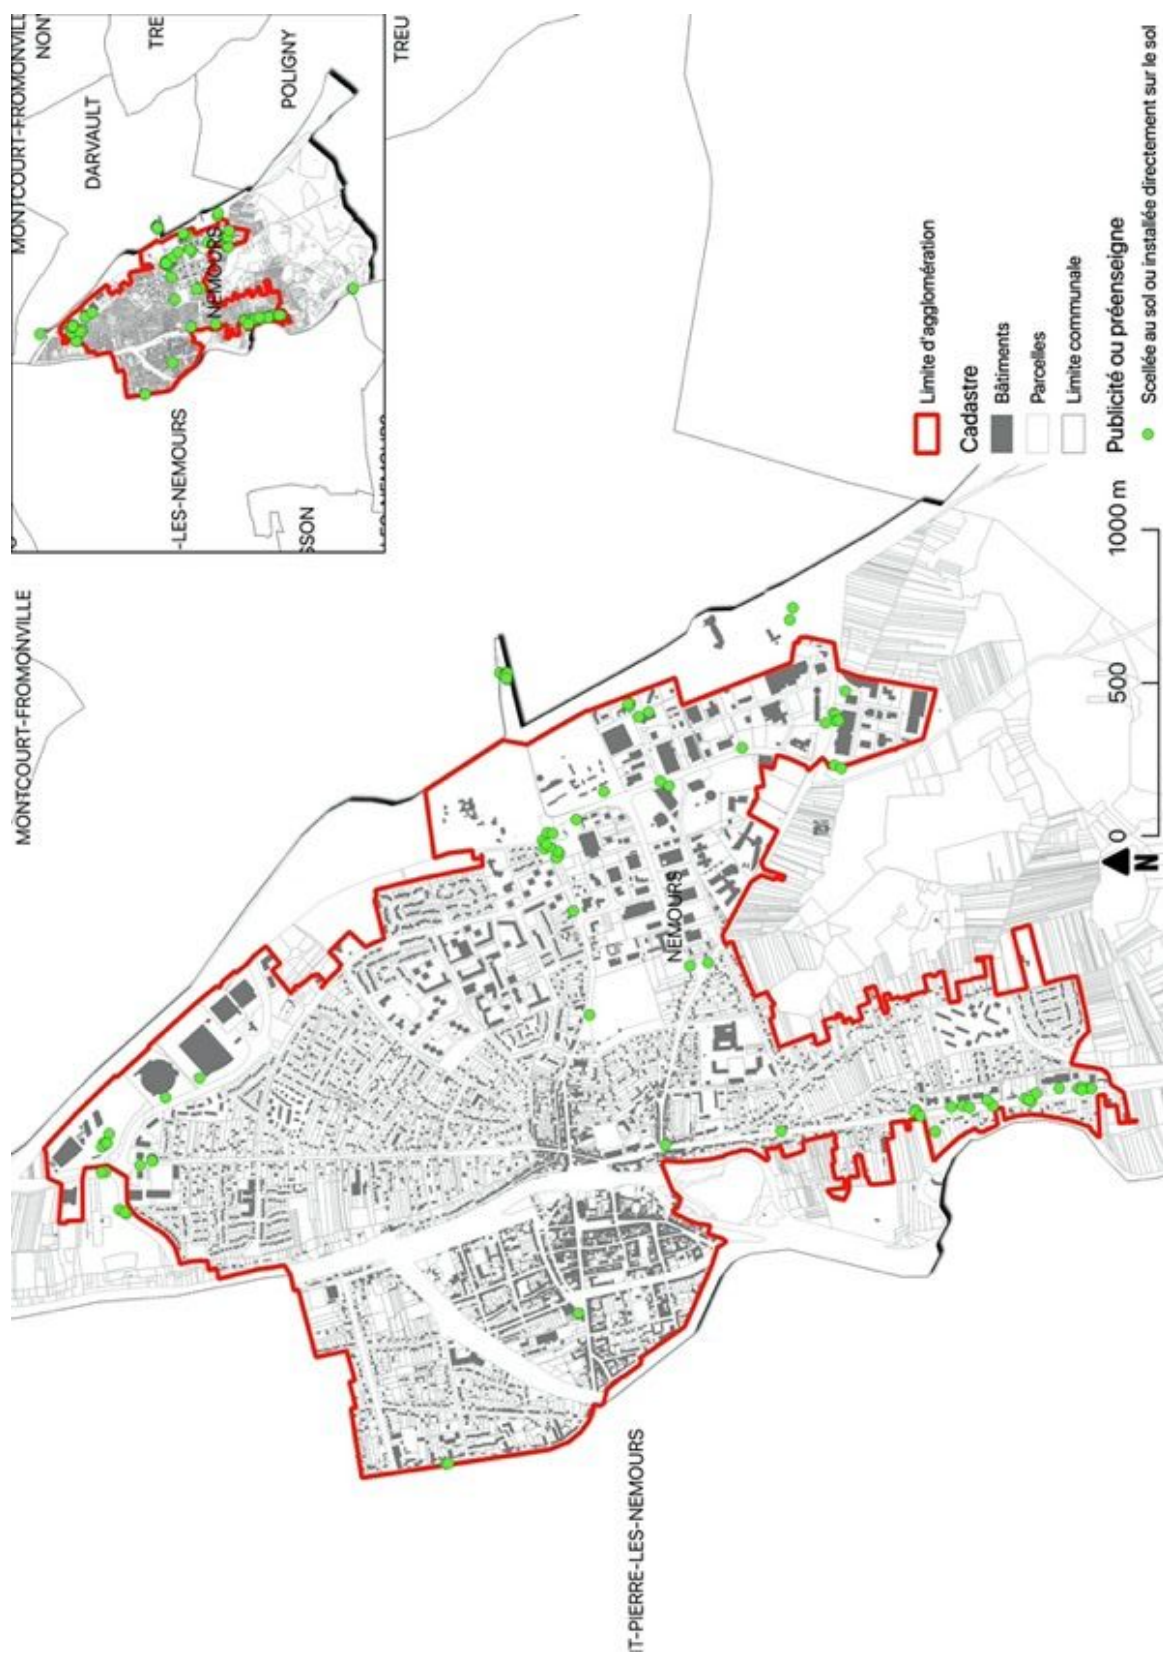 MONTCOURT-FROMONVILLE
DARVAULT
POLIGNY
NEMOURS
-LES-NEMOURS
MONTCOURT-FROMONVILLE
NEMOURS
Limite d'agglomération
Cadastre
Bâtiments
Parcelles
Limite communale
Publicité ou préenseigne
Scellée au sol ou installée directement sur le sol
0 500 1000 m
N
IT-PIERRE-LES-NEMOURS
TREU
TRE
NON
SSON